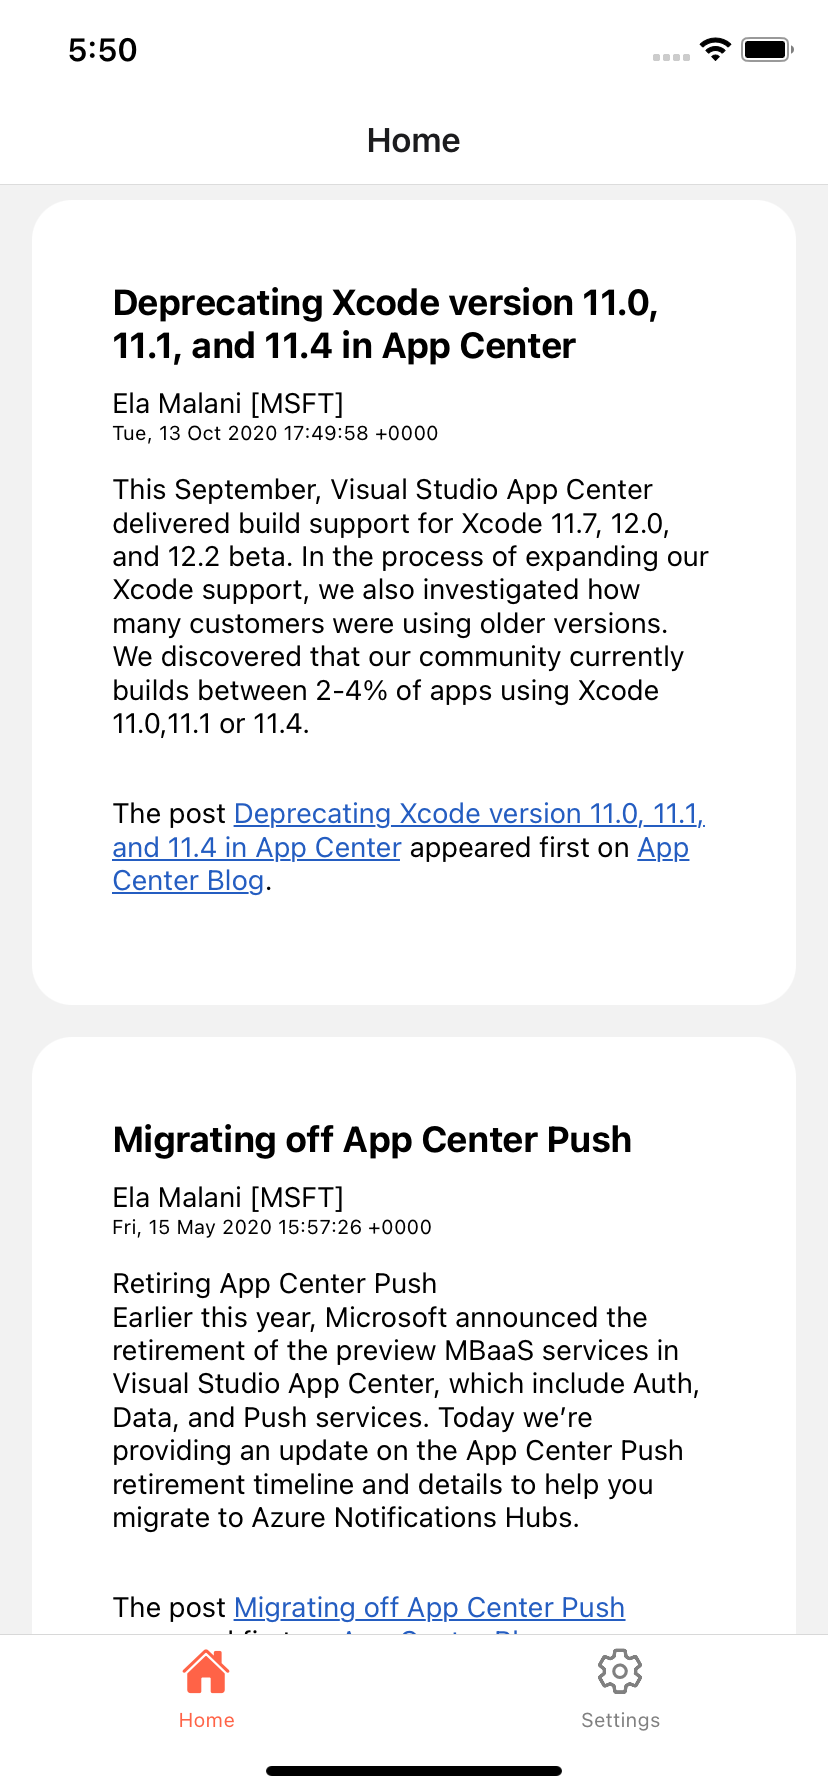 5:50
Home
Deprecating Xcode version 11.0,
11.1, and 11.4 in App Center
Ela Malani [MSFT]
Tue, 13 Oct 2020 17:49:58 +0000
This September, Visual Studio App Center
delivered build support for Xcode 11.7, 12.0,
and 12.2 beta. In the process of expanding our
Xcode support, we also investigated how
many customers were using older versions.
We discovered that our community currently
builds between 2-4% of apps using Xcode
11.0,11.1 or 11.4.
The post Deprecating Xcode version 11.0, 11.1,
and 11.4 in App Center appeared first on App
Center Blog.
Migrating off App Center Push
Ela Malani [MSFT]
Fri, 15 May 2020 15:57:26 +0000
Retiring App Center Push
Earlier this year, Microsoft announced the
retirement of the preview MBaaS services in
Visual Studio App Center, which include Auth,
Data, and Push services. Today we’re
providing an update on the App Center Push
retirement timeline and details to help you
migrate to Azure Notifications Hubs.
The post Migrating off App Center Push
Home
Settings